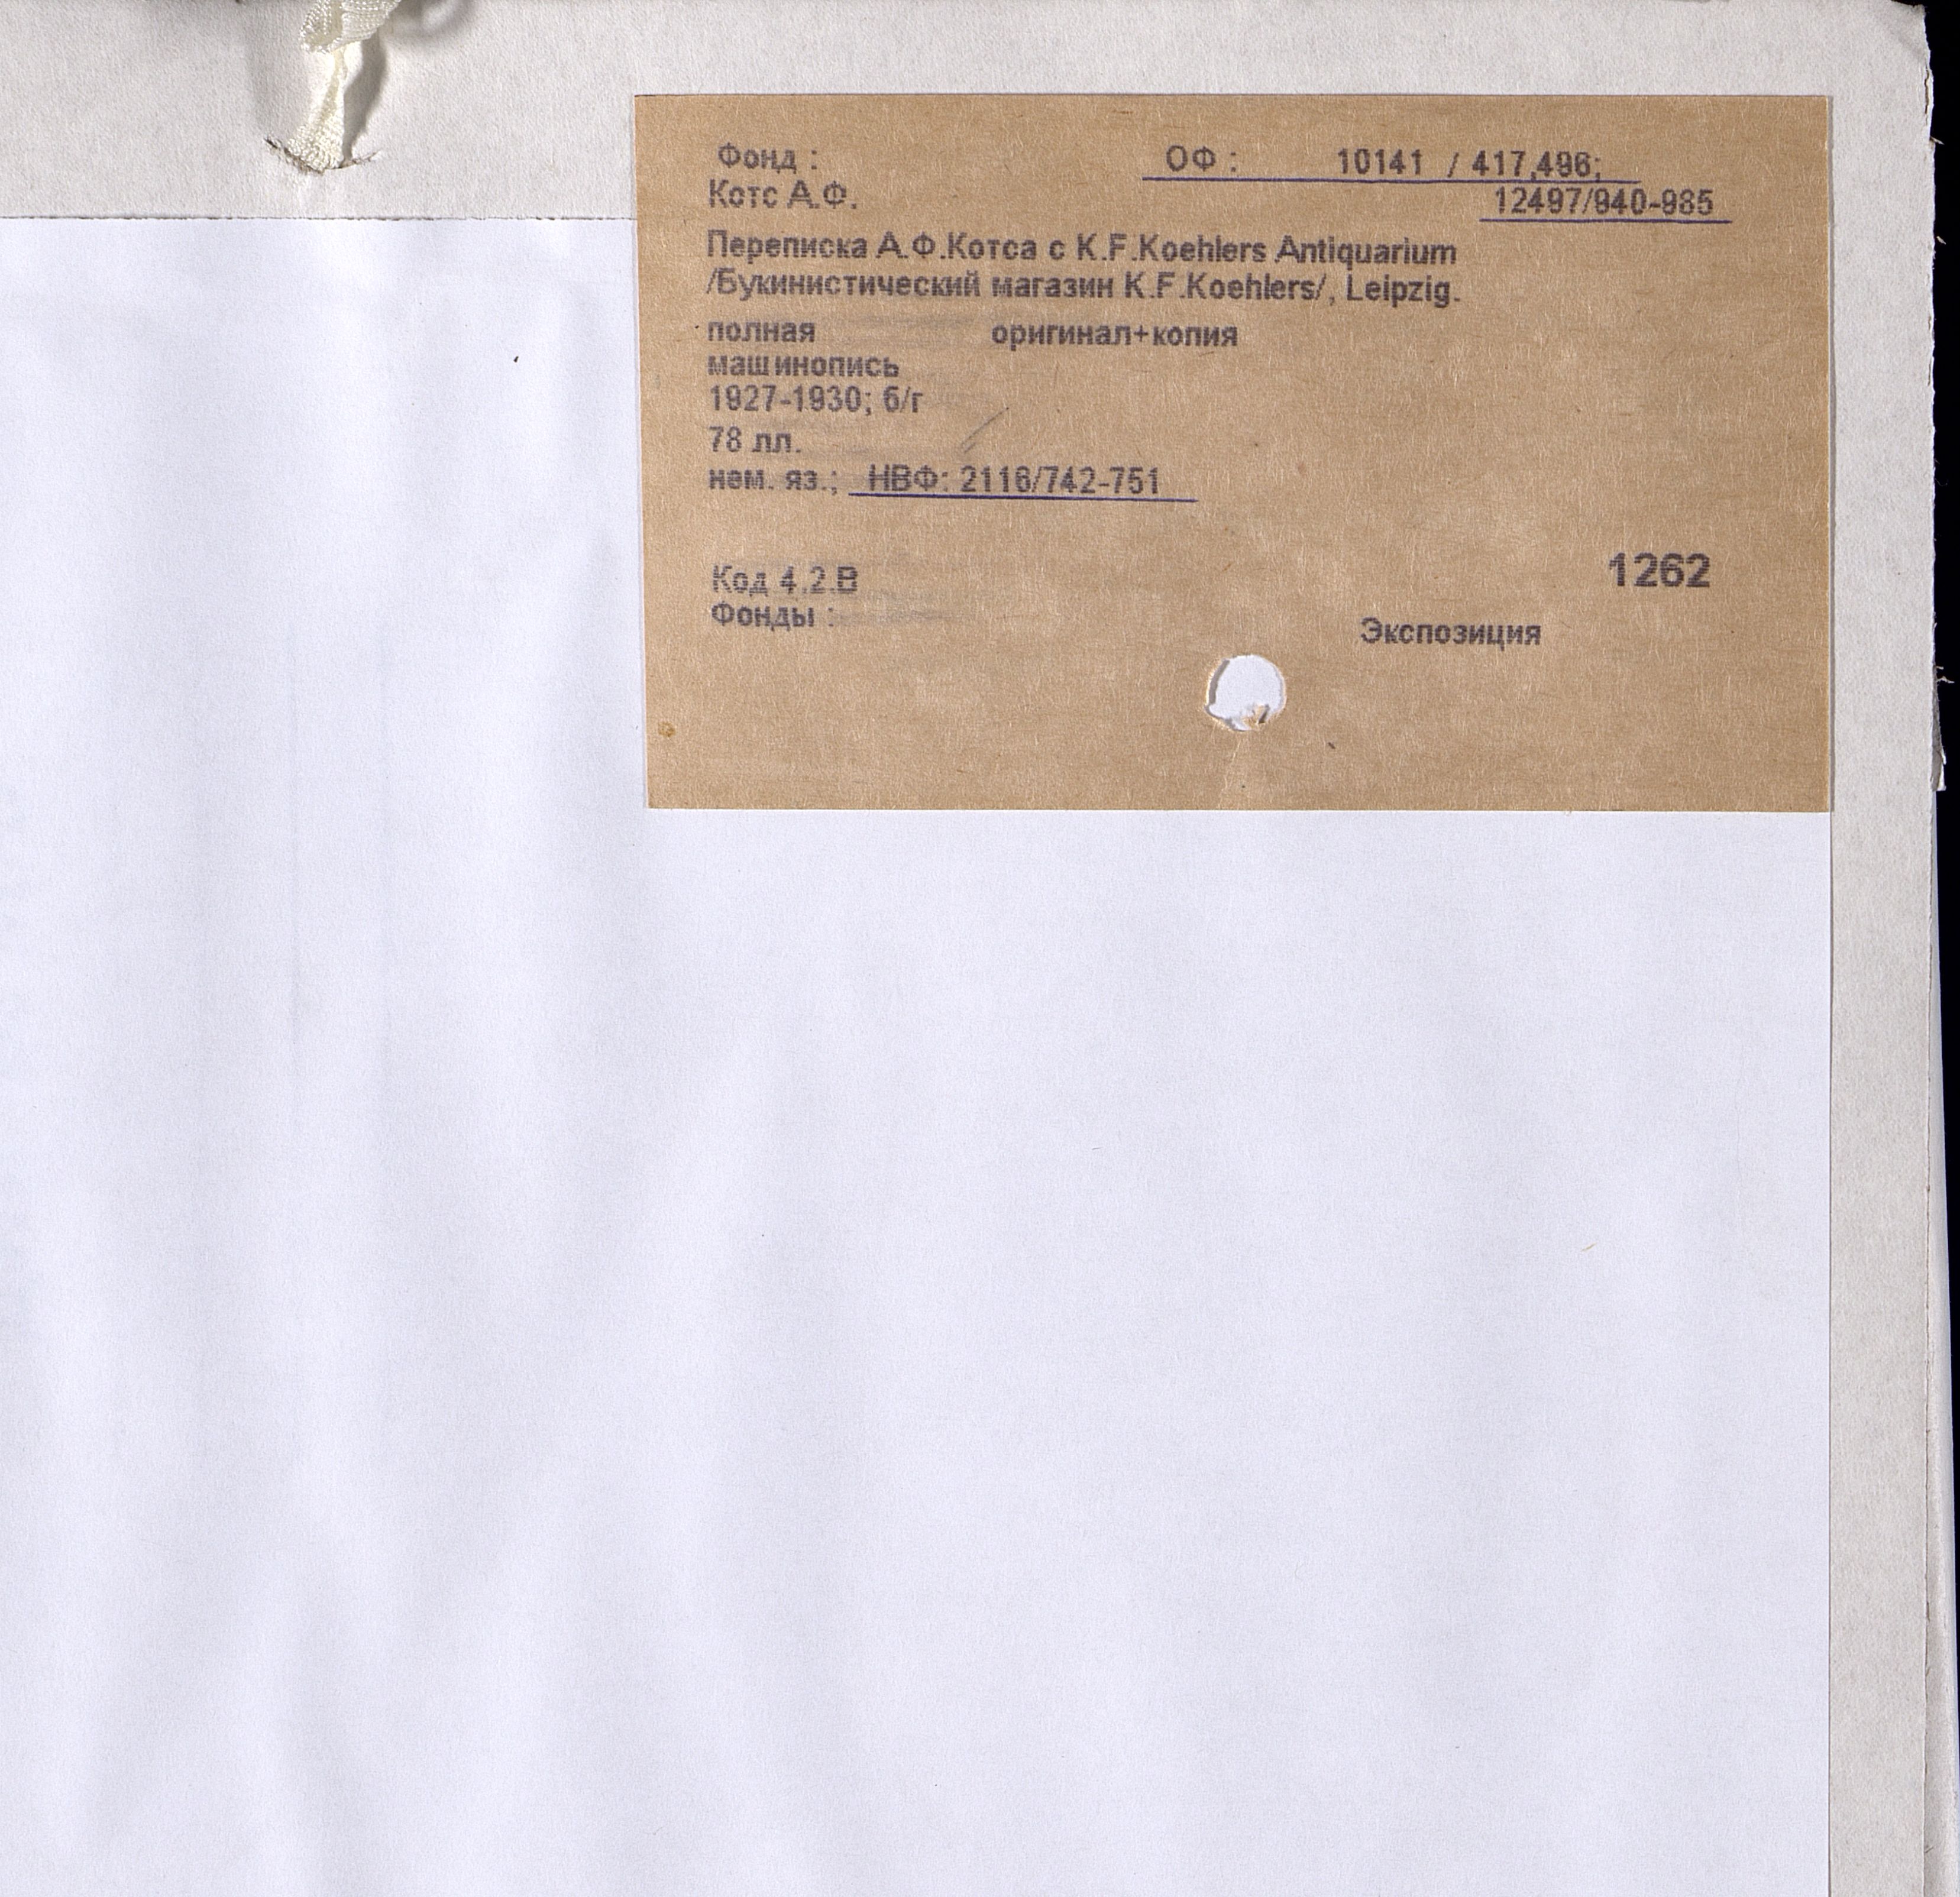 Фонд : ОФ : 10141 / 417,496;
Котс А.Ф. 12497/940-985
Переписка А.Ф.Котса с K.F.Koehlers Antiquarium
/Букинистический магазин K.F.Koehlers/, Leipzig.
полная оригинал+копия
машинопись
1927-1930; б/г
78 лл.
нем. яз.; НВФ: 2116/742-751
1262
Код 4.2.В
Фонды :
Экспозиция